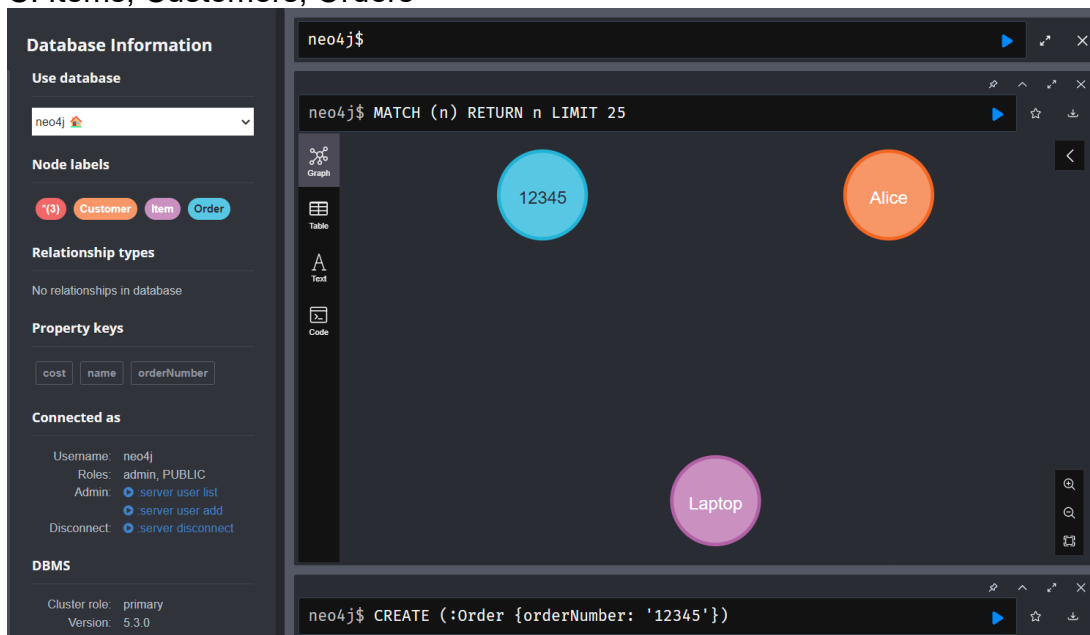 Database Information
Use database
neo4j
Node labels
*(3) Customer Item Order
Relationship types
No relationships in database
Property keys
cost name orderNumber
Connected as
Username: neo4j
Roles: admin, PUBLIC
Admin: :server user list
:server user add
Disconnect: :server disconnect
DBMS
Cluster role: primary
Version: 5.3.0
neo4j$
neo4j$ MATCH (n) RETURN n LIMIT 25
Graph
Table
Text
Code
12345
Alice
Laptop
neo4j$ CREATE (:Order {orderNumber: '12345'})